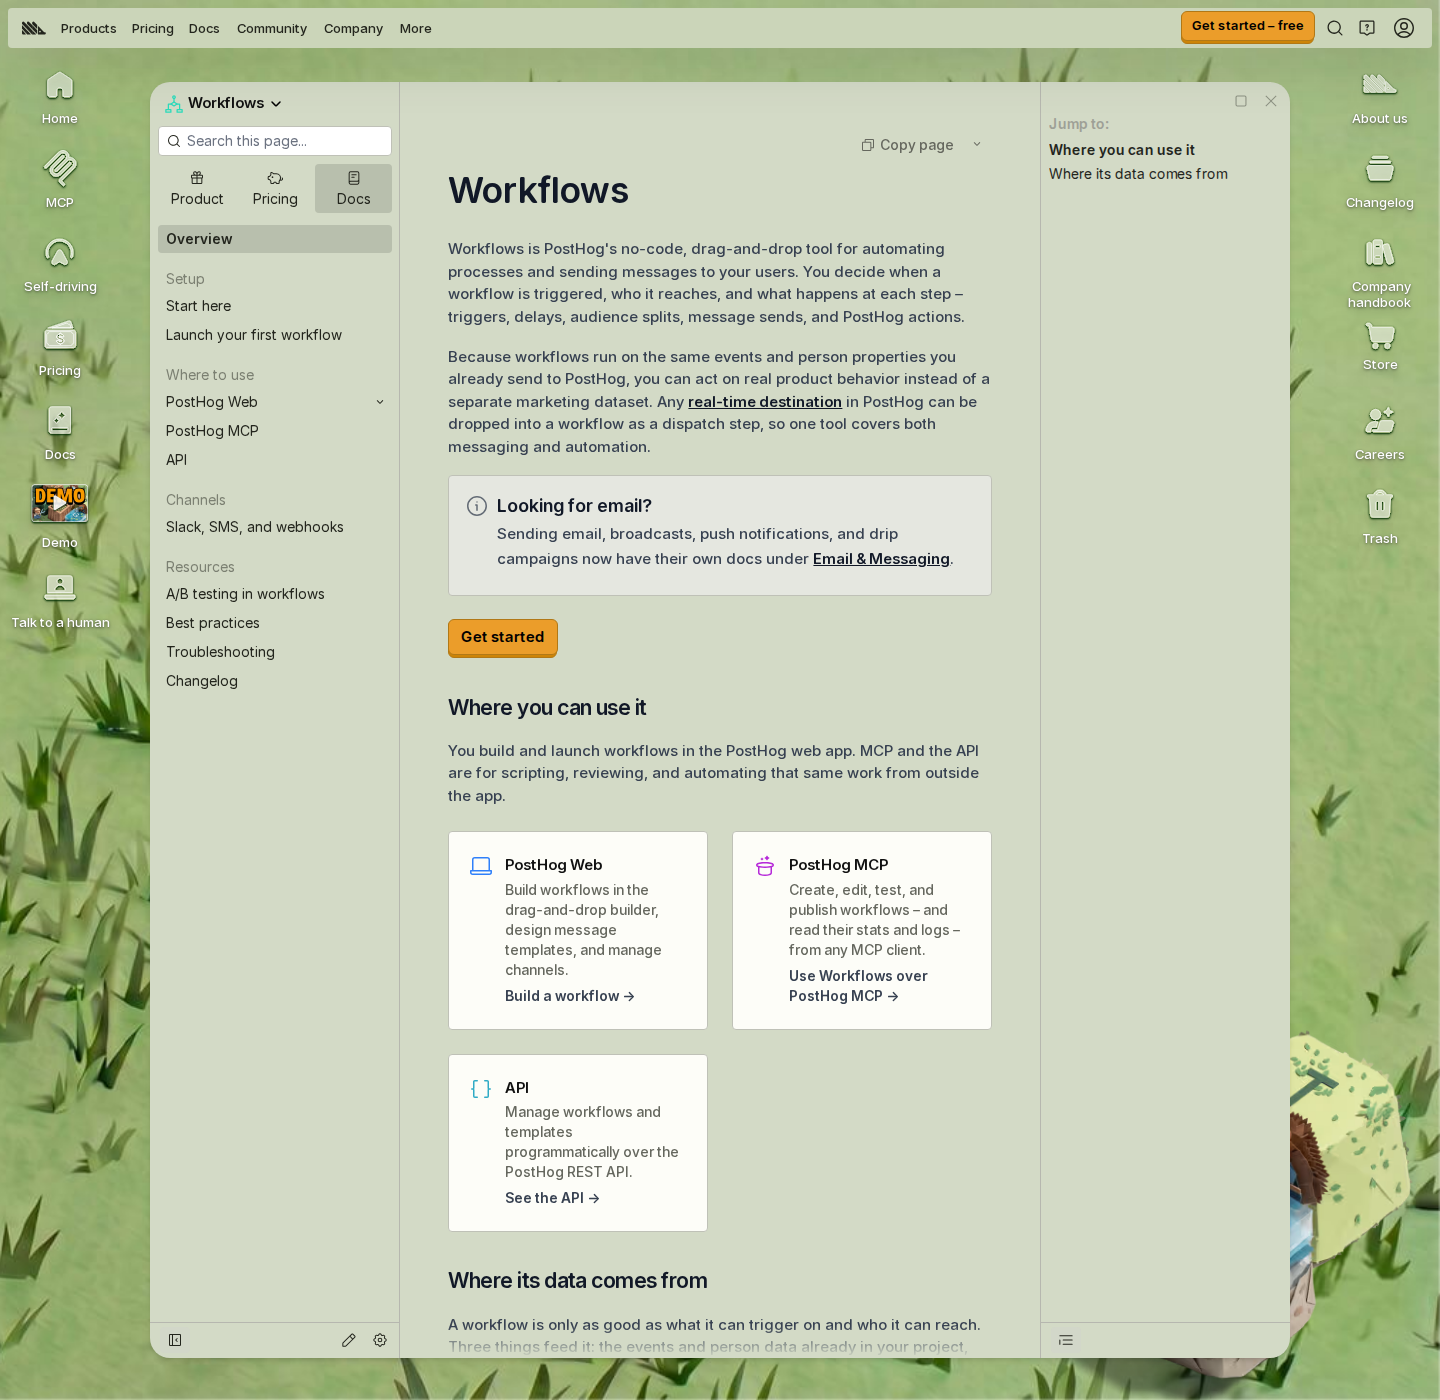 Products Pricing Docs Community Company More
Get started – free
Home
MCP
Self-driving
Pricing
Docs
DEMO
Demo
Talk to a human
Workflows
Search this page...
Product Pricing Docs
Overview
Setup
Start here
Launch your first workflow
Where to use
PostHog Web
PostHog MCP
API
Channels
Slack, SMS, and webhooks
Resources
A/B testing in workflows
Best practices
Troubleshooting
Changelog
Copy page
Workflows
Workflows is PostHog's no-code, drag-and-drop tool for automating
processes and sending messages to your users. You decide when a
workflow is triggered, who it reaches, and what happens at each step –
triggers, delays, audience splits, message sends, and PostHog actions.
Because workflows run on the same events and person properties you
already send to PostHog, you can act on real product behavior instead of a
separate marketing dataset. Any real-time destination in PostHog can be
dropped into a workflow as a dispatch step, so one tool covers both
messaging and automation.
Looking for email?
Sending email, broadcasts, push notifications, and drip
campaigns now have their own docs under Email & Messaging.
Get started
Where you can use it
You build and launch workflows in the PostHog web app. MCP and the API
are for scripting, reviewing, and automating that same work from outside
the app.
PostHog Web
Build workflows in the
drag-and-drop builder,
design message
templates, and manage
channels.
Build a workflow →
PostHog MCP
Create, edit, test, and
publish workflows – and
read their stats and logs –
from any MCP client.
Use Workflows over
PostHog MCP →
API
Manage workflows and
templates
programmatically over the
PostHog REST API.
See the API →
Where its data comes from
A workflow is only as good as what it can trigger on and who it can reach.
Three things feed it: the events and person data already in your project,
Jump to:
Where you can use it
Where its data comes from
About us
Changelog
Company
handbook
Store
Careers
Trash